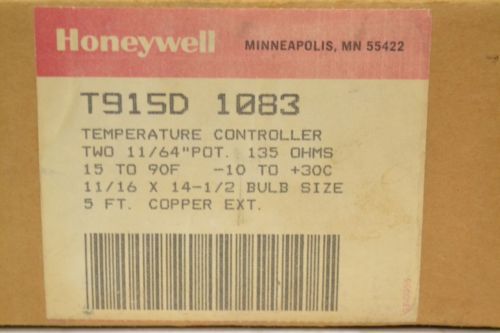 Honeywell MINNEAPOLIS, MN 55422
T915D 1083
TEMPERATURE CONTROLLER
TWO 11/64"POT. 135 OHMS
15 TO 90F -10 TO +30C
11/16 X 14-1/2 BULB SIZE
5 FT. COPPER EXT.